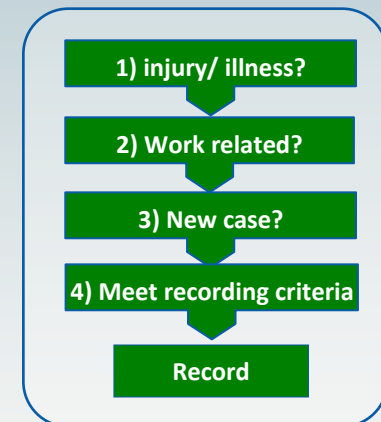 1) injury/ illness?
2) Work related?
3) New case?
4) Meet recording criteria
Record